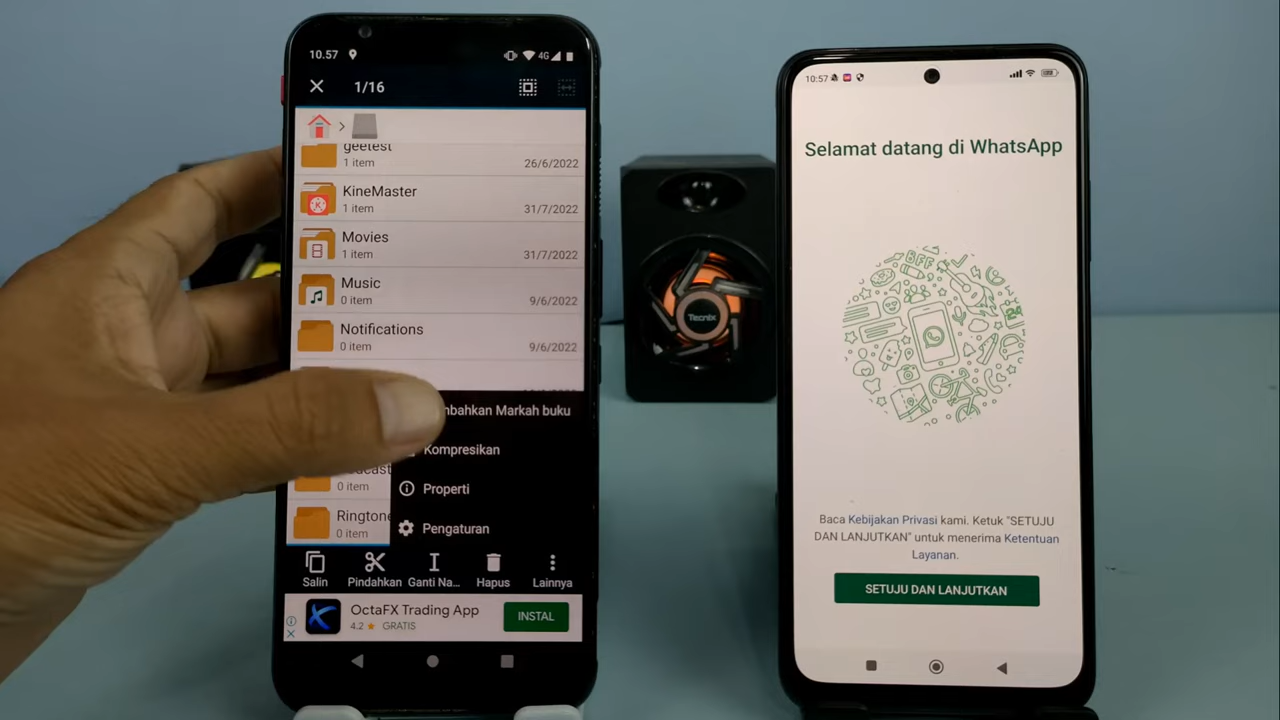 10.57
4G
1/16
geetest
1 item
26/6/2022
KineMaster
1 item
31/7/2022
Movies
1 item
31/7/2022
Music
0 item
9/6/2022
Notifications
0 item
9/6/2022
mbahkan Markah buku
Kompresikan
0 item
Properti
Ringtone
0 item
Pengaturan
Salin
Pindahkan
Ganti Na...
Hapus
Lainnya
OctaFX Trading App
4.2 ★ GRATIS
INSTAL
Tecnix
10:57
Selamat datang di WhatsApp
Baca Kebijakan Privasi kami. Ketuk "SETUJU
DAN LANJUTKAN" untuk menerima Ketentuan
Layanan.
SETUJU DAN LANJUTKAN